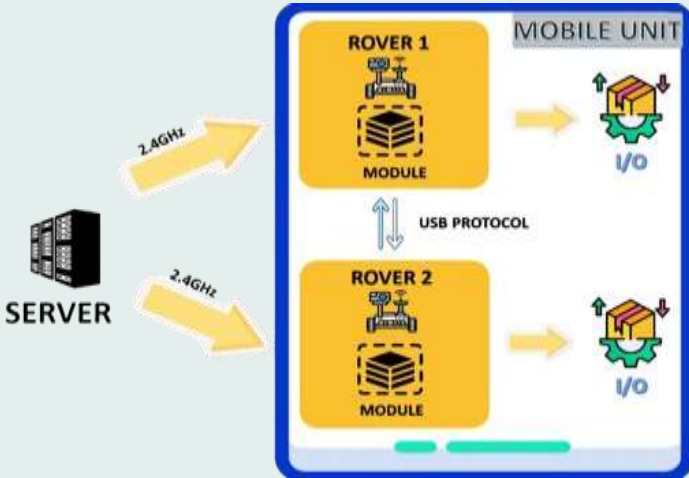 MOBILE UNIT
ROVER 1
MODULE
I/O
2.4GHz
USB PROTOCOL
SERVER
2.4GHz
ROVER 2
MODULE
I/O